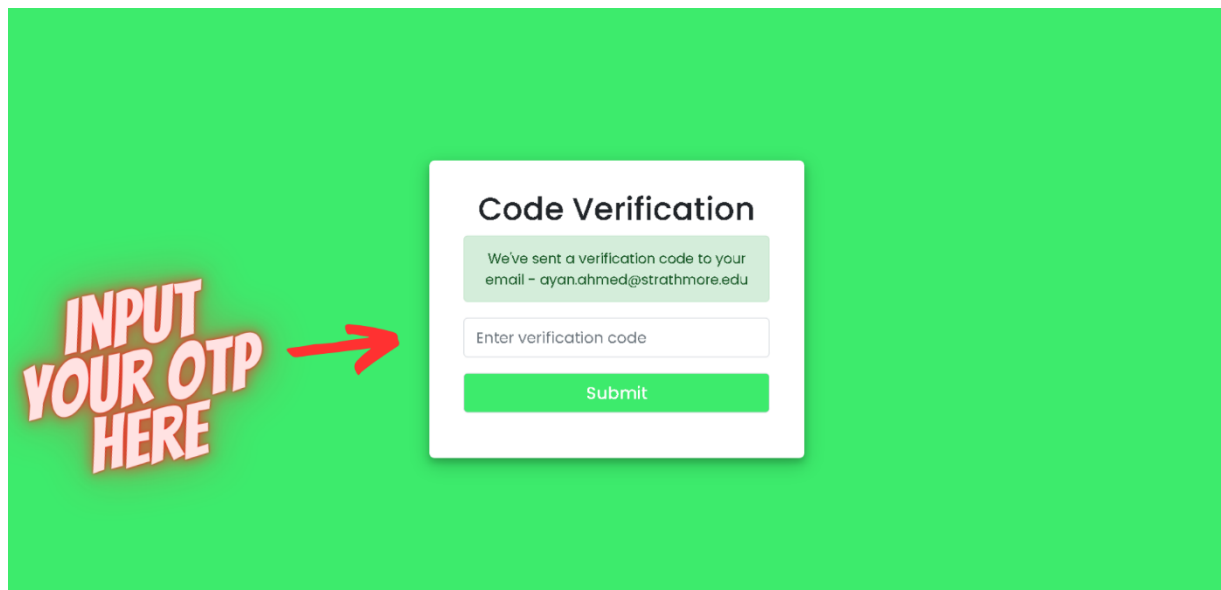 Code Verification
We've sent a verification code to your
email - ayan.ahmed@strathmore.edu
INPUT
YOUR OTP
HERE
Enter verification code
Submit